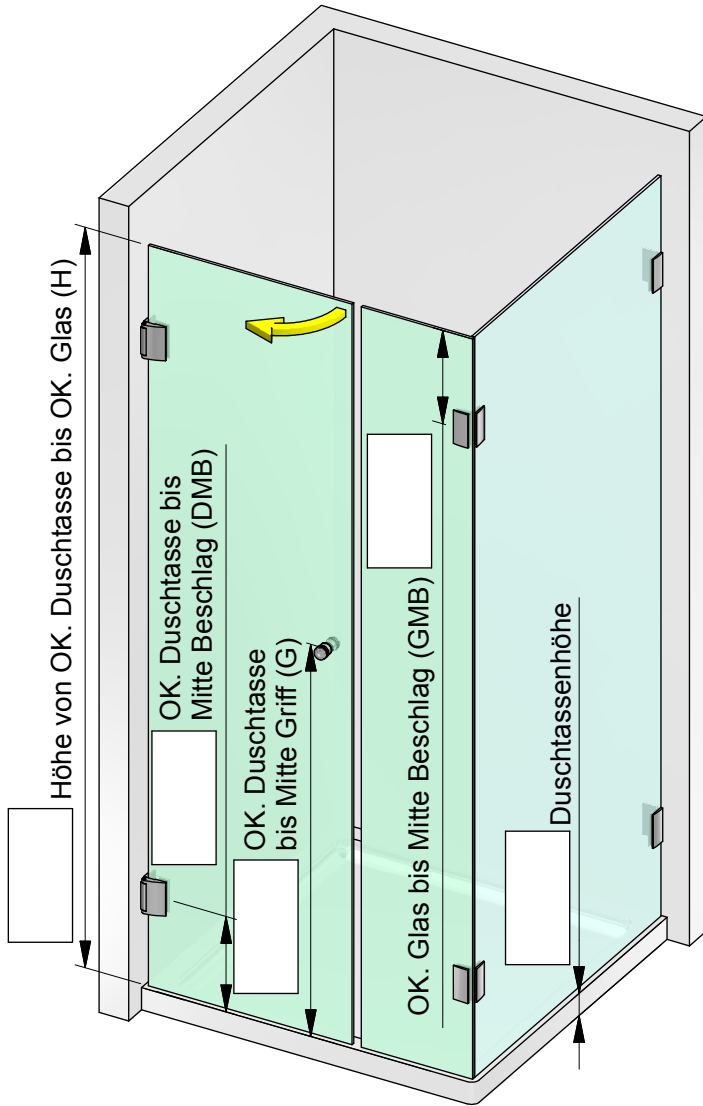 Höhe von OK. Duschtasse bis OK. Glas (H)
OK. Duschtasse bis
Mitte Beschlag (DMB)
OK. Duschtasse
bis Mitte Griff (G)
OK. Glas bis Mitte Beschlag (GMB)
Duschtassenhöhe